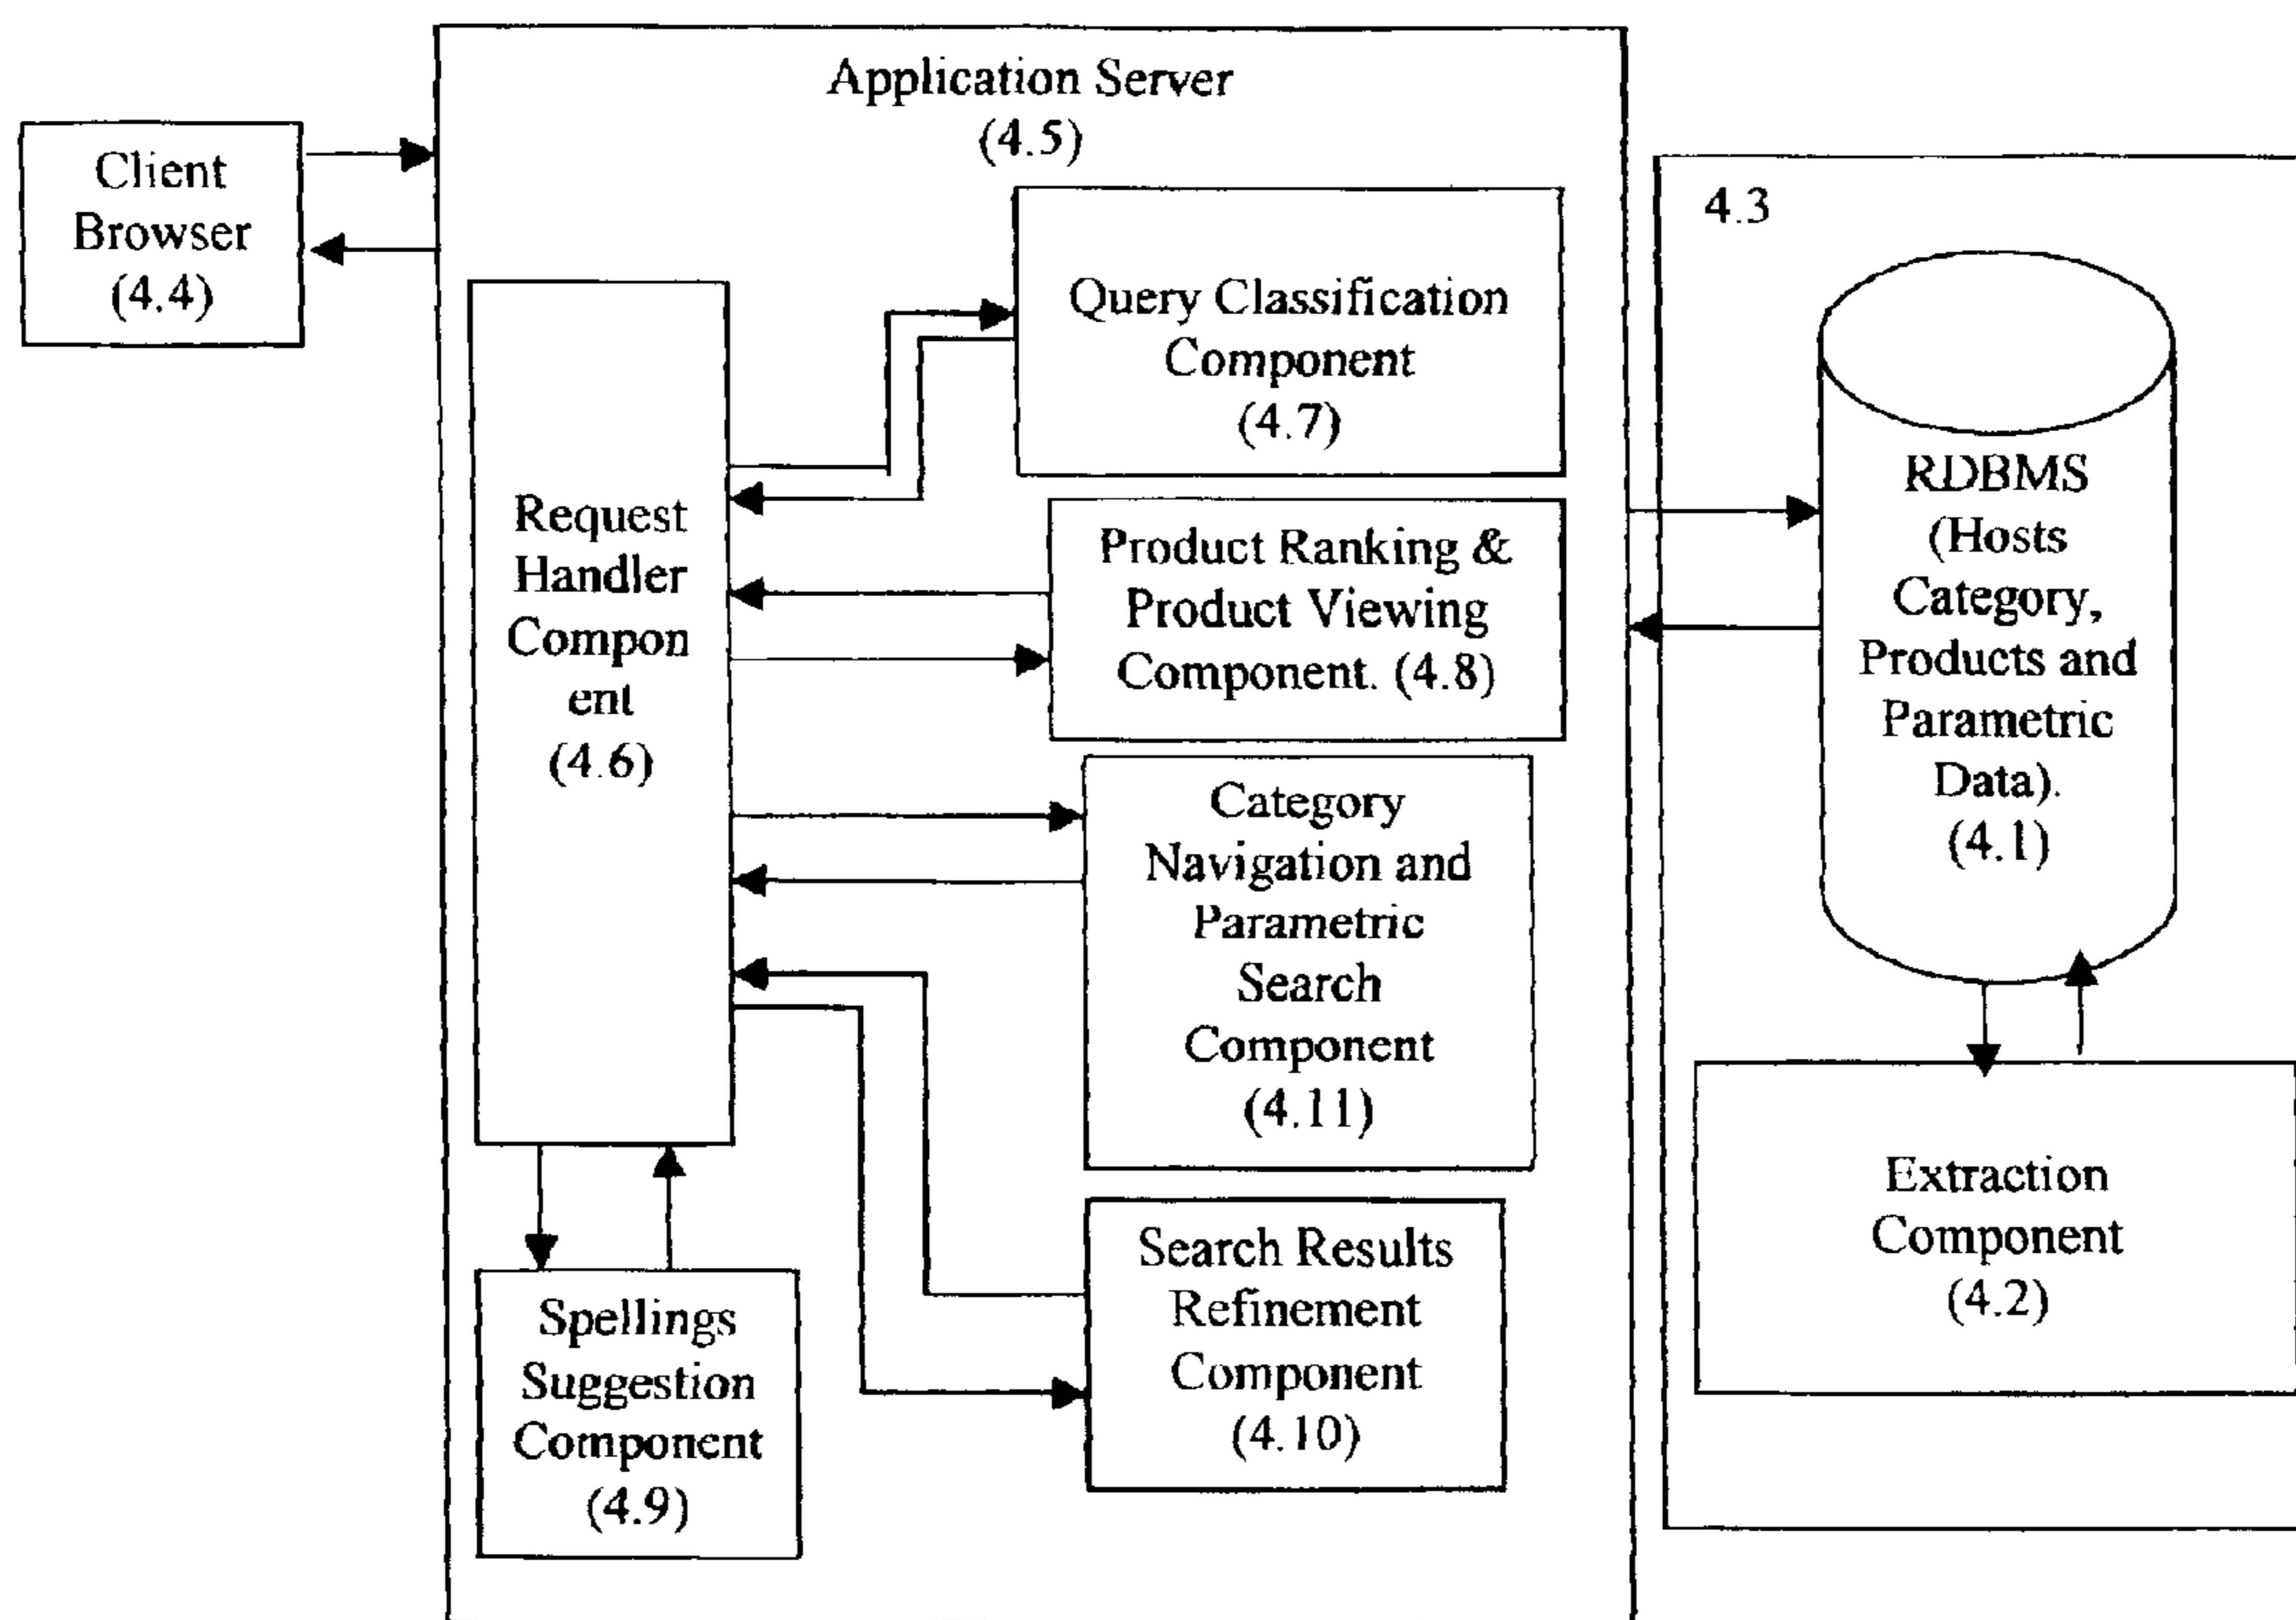 Application Server
(4.5)
Client
Browser
(4.4)
4.3
Query Classification
Component
(4.7)
Request
Handler
Compon
ent
(4.6)
Product Ranking &
Product Viewing
Component. (4.8)
Category
Navigation and
Parametric
Search
Component
(4.11)
Spellings
Suggestion
Component
(4.9)
Search Results
Refinement
Component
(4.10)
RDBMS
(Hosts
Category,
Products and
Parametric
Data).
(4.1)
Extraction
Component
(4.2)